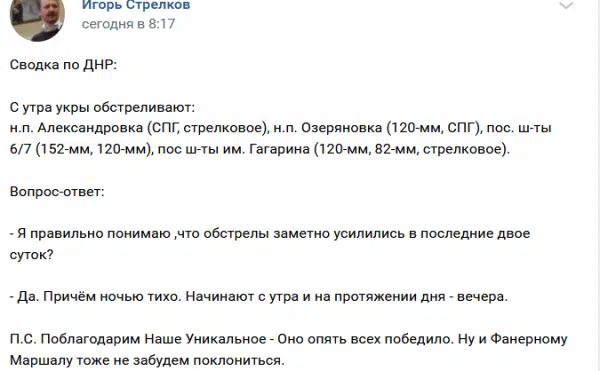 Игорь Стрелков
сегодня в 8:17
Сводка по ДНР:
С утра укры обстреливают:
н.п. Александровка (СПГ, стрелковое), н.п. Озеряновка (120-мм, СПГ), пос. ш-ты
6/7 (152-мм, 120-мм), пос ш-ты им. Гагарина (120-мм, 82-мм, стрелковое).
Вопрос-ответ:
- Я правильно понимаю ,что обстрелы заметно усилились в последние двое
суток?
- Да. Причём ночью тихо. Начинают с утра и на протяжении дня - вечера.
П.С. Поблагодарим Наше Уникальное - Оно опять всех победило. Ну и Фанерному
Маршалу тоже не забудем поклониться.